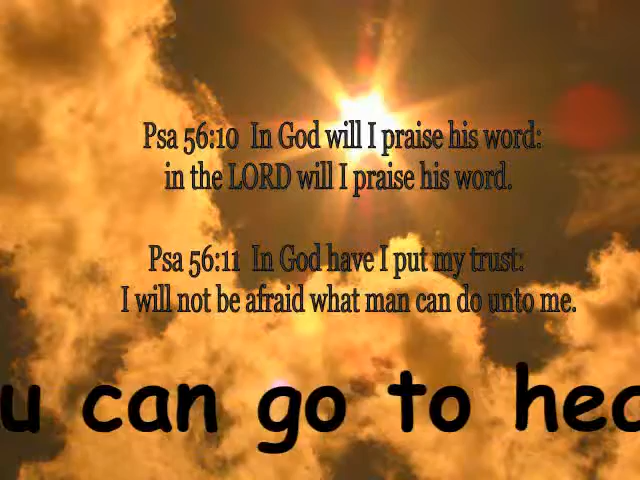 Psa 56:10 In God will I praise his word:
in the LORD will I praise his word.
Psa 56:11 In God have I put my trust:
I will not be afraid what man can do unto me.
u can go to hea